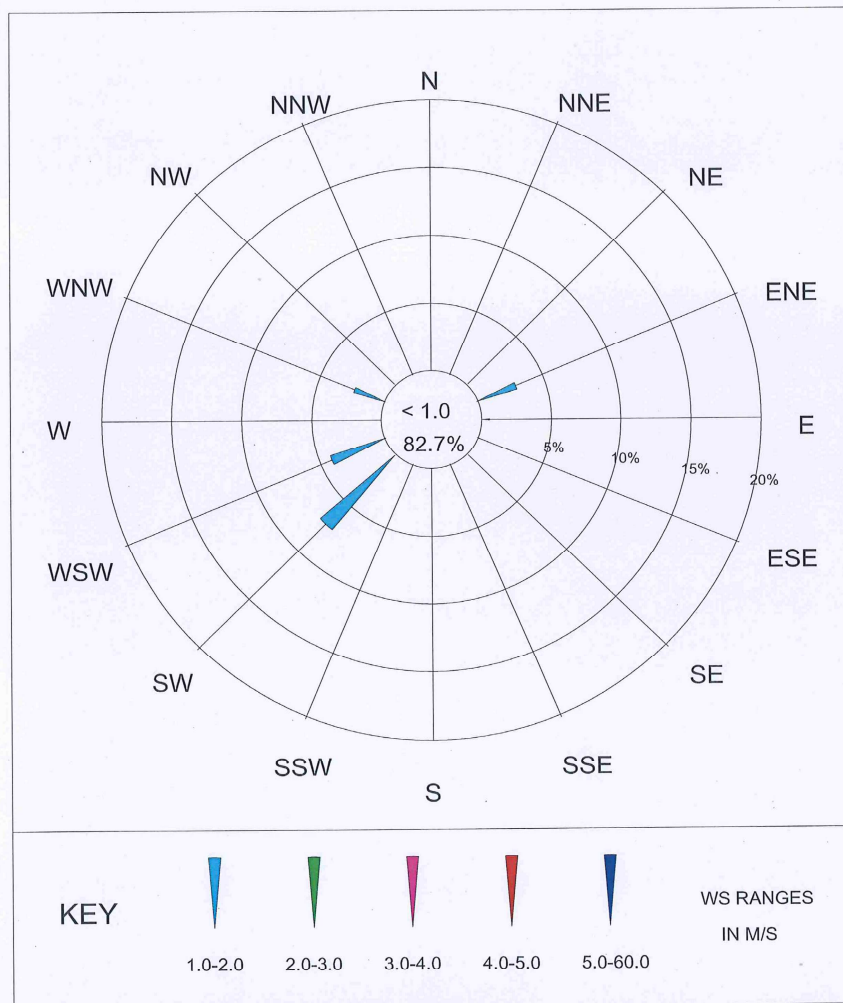 N
NNW
NNE
NW
NE
WNW
ENE
< 1.0
82.7%
W
E
5%
10%
15%
20%
WSW
ESE
SW
SE
SSW
SSE
S
KEY
WS RANGES
IN M/S
1.0-2.0
2.0-3.0
3.0-4.0
4.0-5.0
5.0-60.0